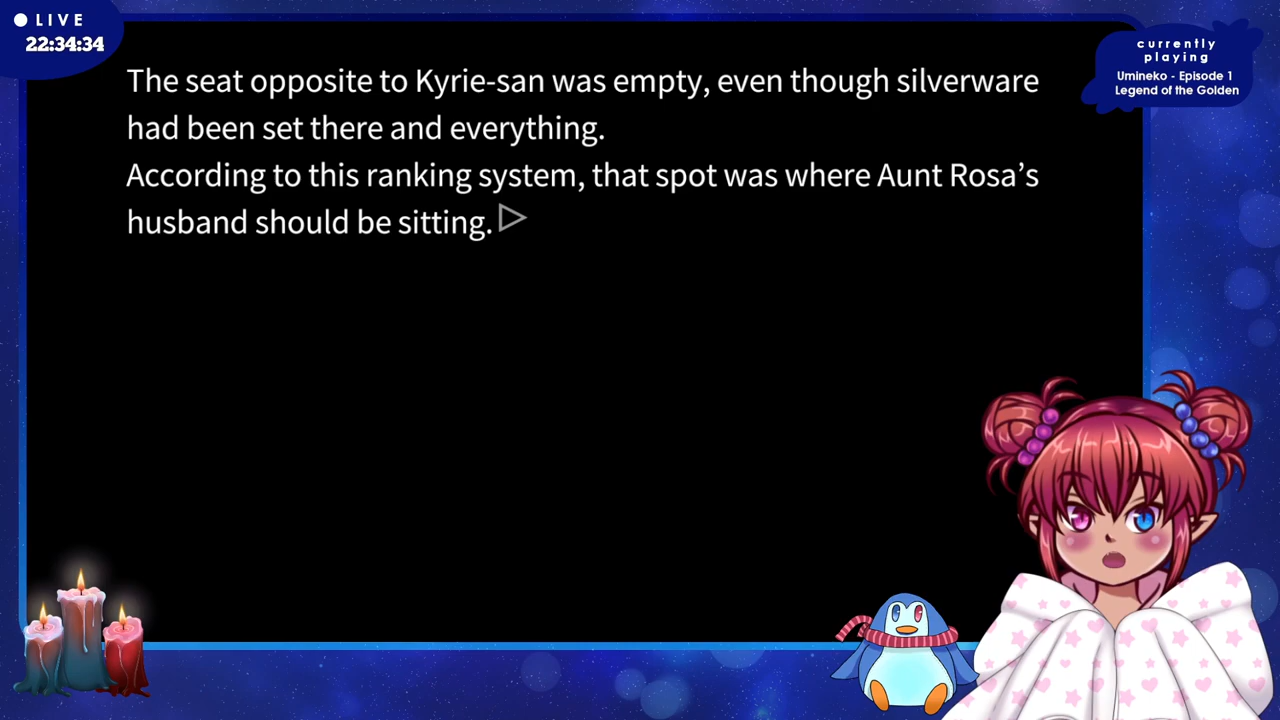 LIVE
22:34:34
currently
playing
Umineko - Episode 1
Legend of the Golden
The seat opposite to Kyrie-san was empty, even though silverware
had been set there and everything.
According to this ranking system, that spot was where Aunt Rosa’s
husband should be sitting.